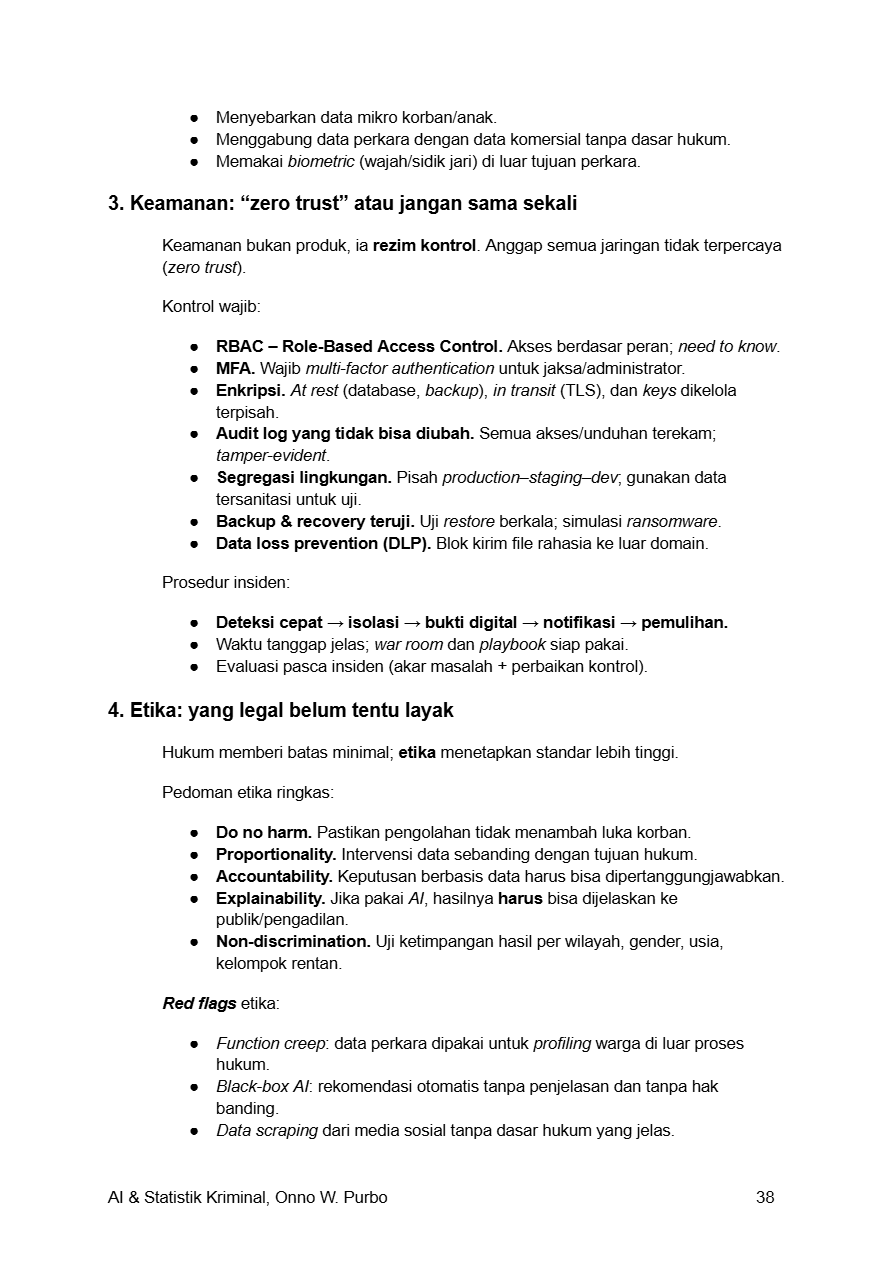 ● Menyebarkan data mikro korban/anak.
● Menggabung data perkara dengan data komersial tanpa dasar hukum.
● Memakai biometric (wajah/sidik jari) di luar tujuan perkara.
3. Keamanan: “zero trust” atau jangan sama sekali
Keamanan bukan produk, ia rezim kontrol. Anggap semua jaringan tidak terpercaya
(zero trust).
Kontrol wajib:
● RBAC – Role-Based Access Control. Akses berdasar peran; need to know.
● MFA. Wajib multi-factor authentication untuk jaksa/administrator.
● Enkripsi. At rest (database, backup), in transit (TLS), dan keys dikelola
terpisah.
● Audit log yang tidak bisa diubah. Semua akses/unduhan terekam;
tamper-evident.
● Segregasi lingkungan. Pisah production–staging–dev; gunakan data
tersanitasi untuk uji.
● Backup & recovery teruji. Uji restore berkala; simulasi ransomware.
● Data loss prevention (DLP). Blok kirim file rahasia ke luar domain.
Prosedur insiden:
● Deteksi cepat → isolasi → bukti digital → notifikasi → pemulihan.
● Waktu tanggap jelas; war room dan playbook siap pakai.
● Evaluasi pasca insiden (akar masalah + perbaikan kontrol).
4. Etika: yang legal belum tentu layak
Hukum memberi batas minimal; etika menetapkan standar lebih tinggi.
Pedoman etika ringkas:
● Do no harm. Pastikan pengolahan tidak menambah luka korban.
● Proportionality. Intervensi data sebanding dengan tujuan hukum.
● Accountability. Keputusan berbasis data harus bisa dipertanggungjawabkan.
● Explainability. Jika pakai AI, hasilnya harus bisa dijelaskan ke
publik/pengadilan.
● Non-discrimination. Uji ketimpangan hasil per wilayah, gender, usia,
kelompok rentan.
Red flags etika:
● Function creep: data perkara dipakai untuk profiling warga di luar proses
hukum.
● Black-box AI: rekomendasi otomatis tanpa penjelasan dan tanpa hak
banding.
● Data scraping dari media sosial tanpa dasar hukum yang jelas.
AI & Statistik Kriminal, Onno W. Purbo 38